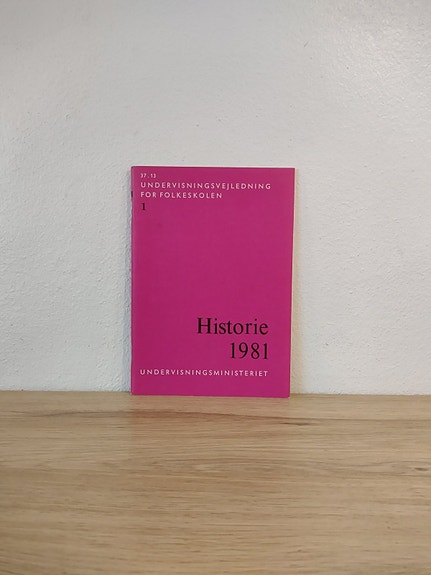 37.13
UNDERVISNINGSVEJLEDNING
FOR FOLKESKOLEN
1
Historie
1981
UNDERVISNINGSMINISTERIET